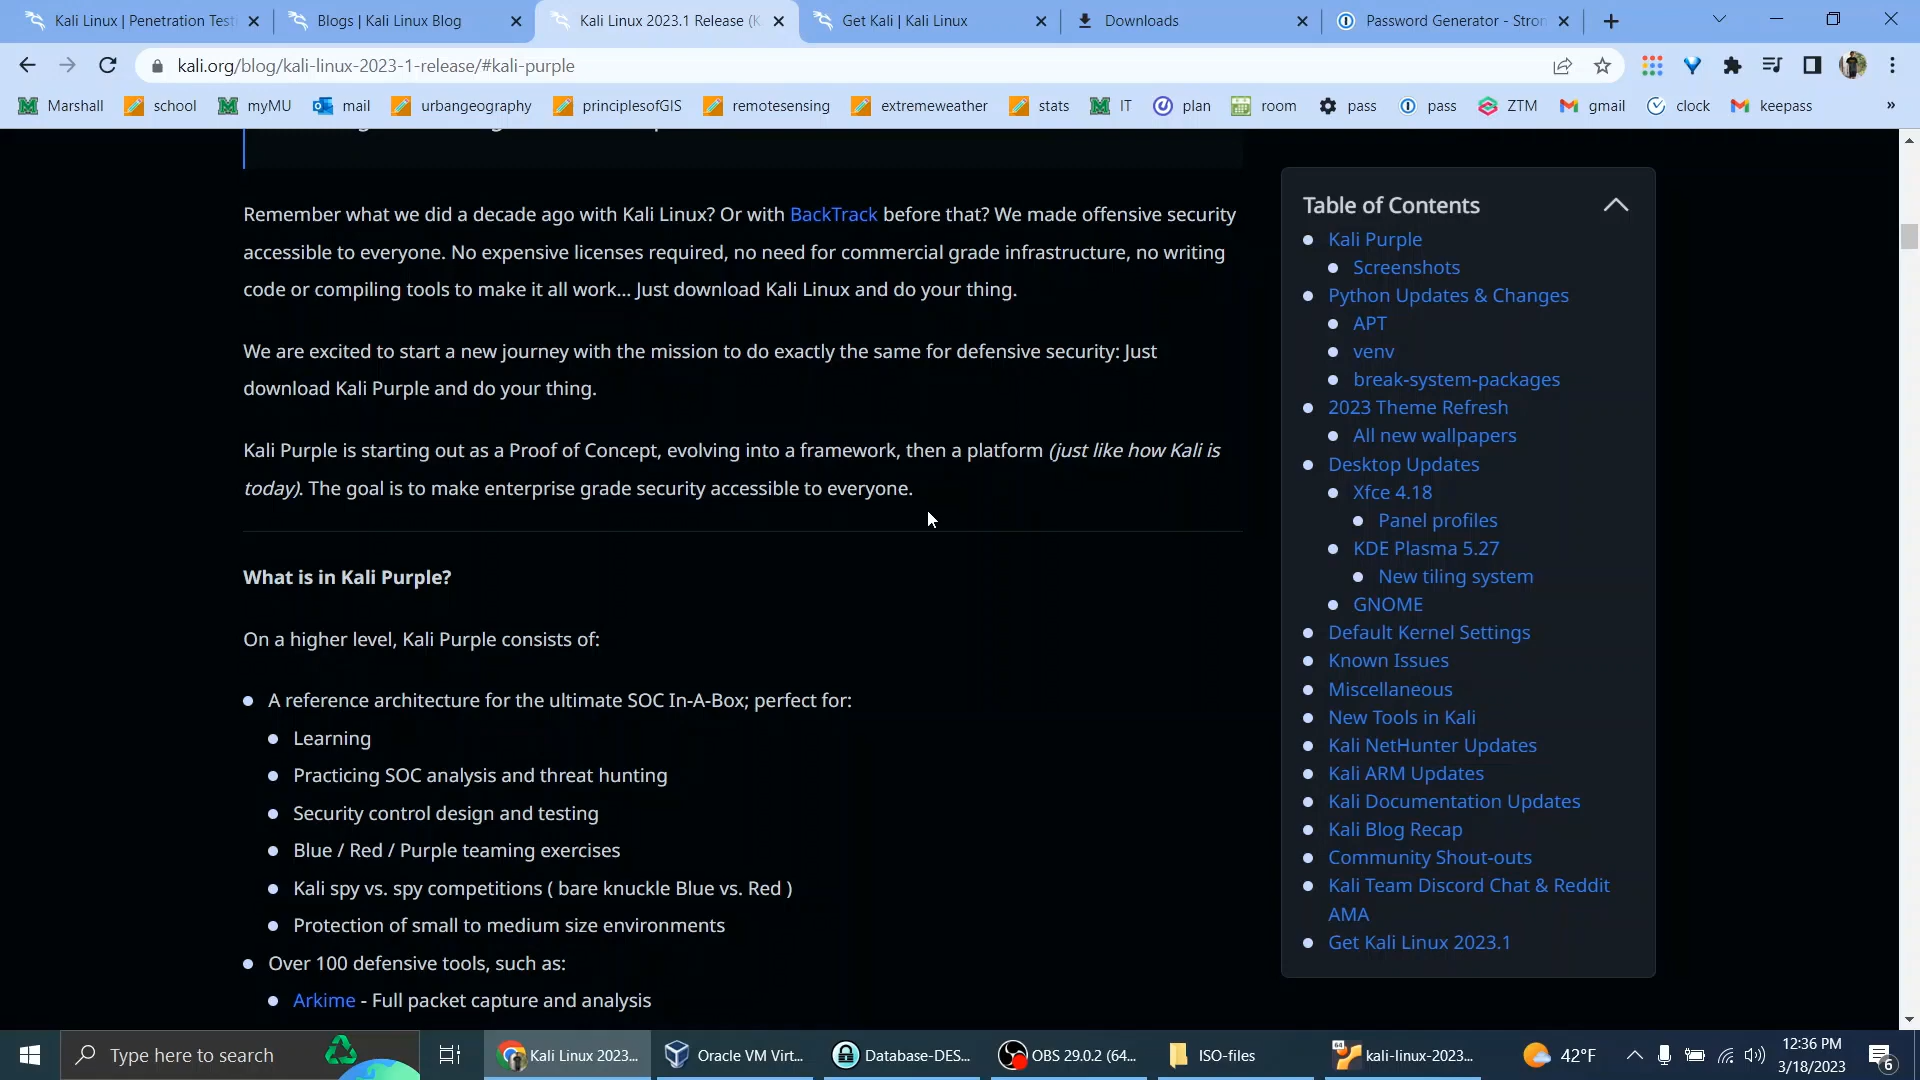 Kali Linux | Penetration Test
Blogs | Kali Linux Blog
Kali Linux 2023.1 Release (K
Get Kali | Kali Linux
Downloads
Password Generator - Stron
kali.org/blog/kali-linux-2023-1-release/#kali-purple
Marshall
school
myMU
mail
urbangeography
principlesofGIS
remotesensing
extremeweather
stats
IT
plan
room
pass
pass
ZTM
gmail
clock
keepass
»
Remember what we did a decade ago with Kali Linux? Or with BackTrack before that? We made offensive security
accessible to everyone. No expensive licenses required, no need for commercial grade infrastructure, no writing
code or compiling tools to make it all work... Just download Kali Linux and do your thing.
We are excited to start a new journey with the mission to do exactly the same for defensive security: Just
download Kali Purple and do your thing.
Kali Purple is starting out as a Proof of Concept, evolving into a framework, then a platform (just like how Kali is
today). The goal is to make enterprise grade security accessible to everyone.
What is in Kali Purple?
On a higher level, Kali Purple consists of:
A reference architecture for the ultimate SOC In-A-Box; perfect for:
Learning
Practicing SOC analysis and threat hunting
Security control design and testing
Blue / Red / Purple teaming exercises
Kali spy vs. spy competitions ( bare knuckle Blue vs. Red )
Protection of small to medium size environments
Over 100 defensive tools, such as:
Arkime - Full packet capture and analysis
Table of Contents
Kali Purple
Screenshots
Python Updates & Changes
APT
venv
break-system-packages
2023 Theme Refresh
All new wallpapers
Desktop Updates
Xfce 4.18
Panel profiles
KDE Plasma 5.27
New tiling system
GNOME
Default Kernel Settings
Known Issues
Miscellaneous
New Tools in Kali
Kali NetHunter Updates
Kali ARM Updates
Kali Documentation Updates
Kali Blog Recap
Community Shout-outs
Kali Team Discord Chat & Reddit
AMA
Get Kali Linux 2023.1
Type here to search
Kali Linux 2023...
Oracle VM Virt...
Database-DES...
OBS 29.0.2 (64...
ISO-files
64
kali-linux-2023...
42°F
12:36 PM
3/18/2023
6